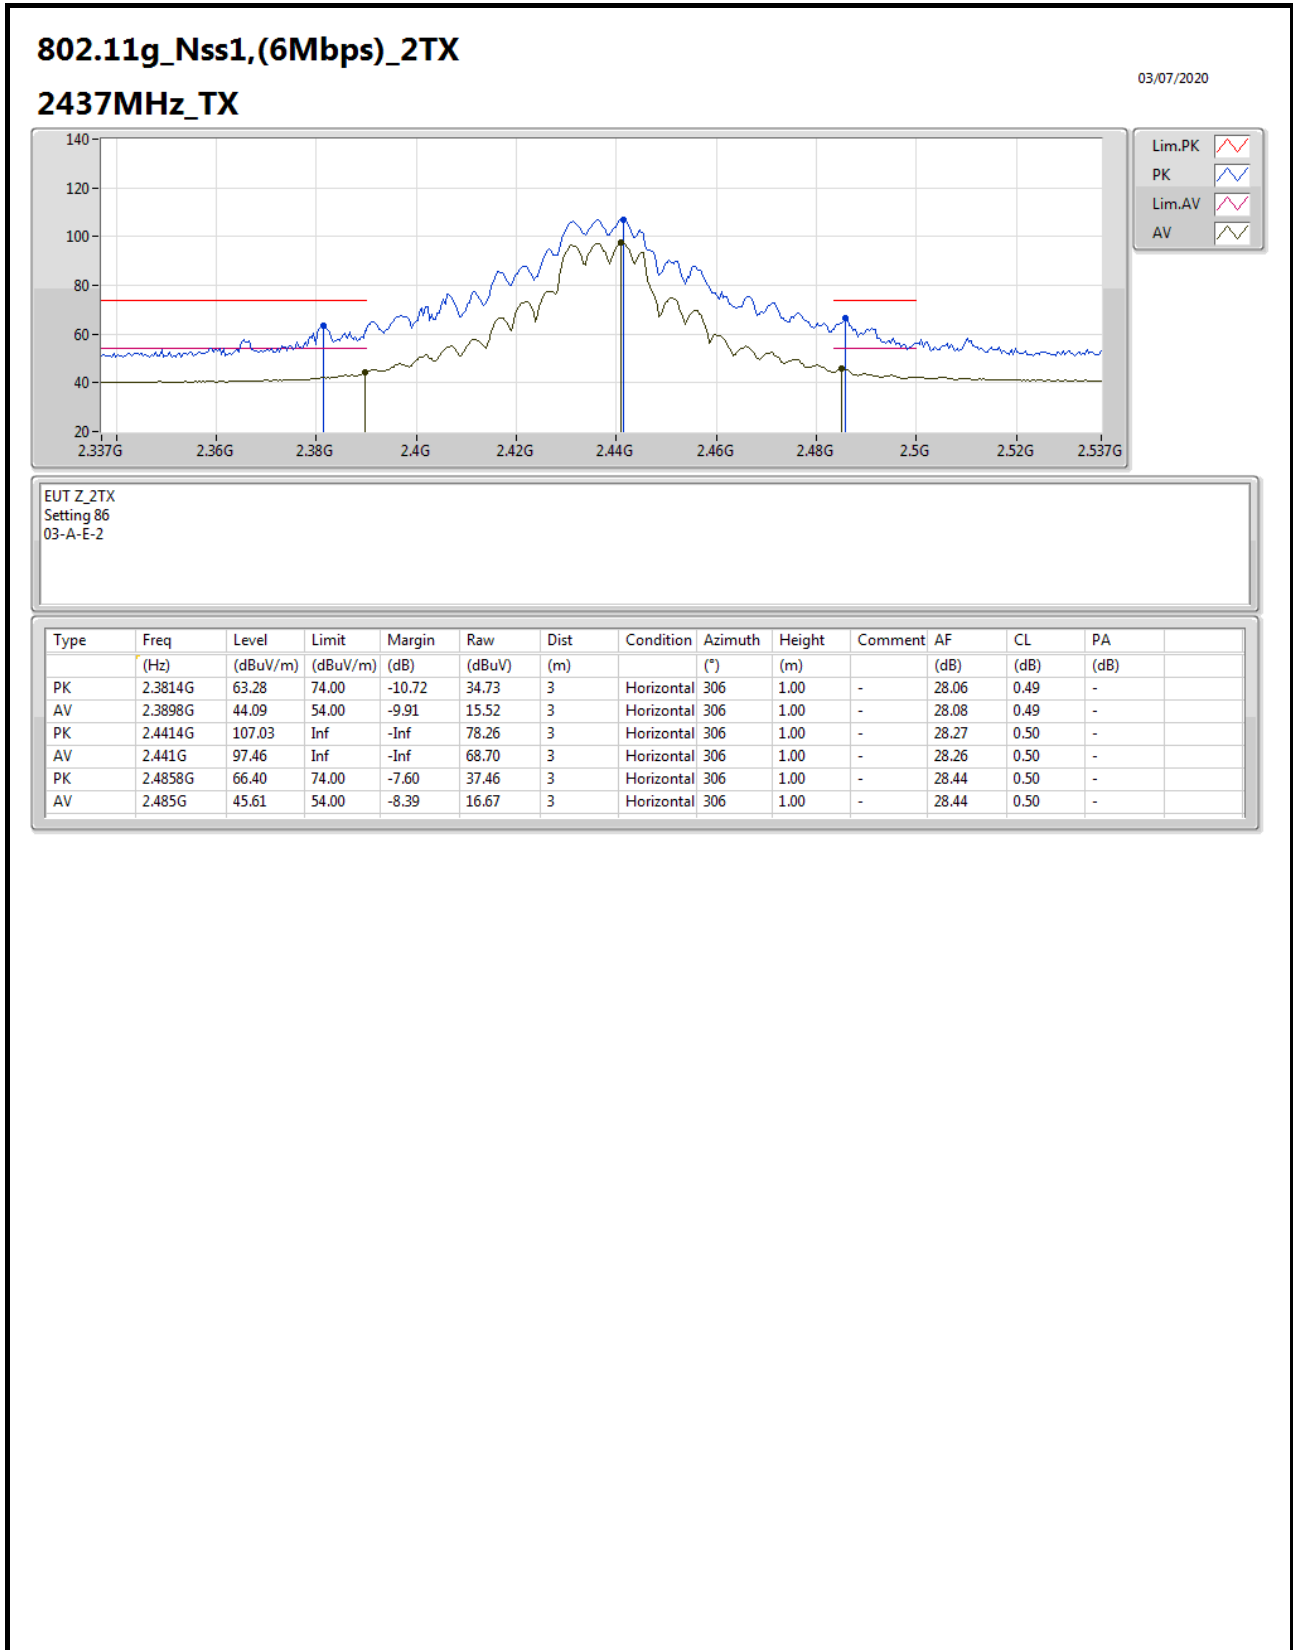 802.11g_Nss1,(6Mbps)_2TX
03/07/2020
2437MHz_TX
140
120
100
80
60
40
20
2.337G 2.36G 2.38G 2.4G 2.42G 2.44G 2.46G 2.48G 2.5G 2.52G 2.537G
Lim.PK
PK
Lim.AV
AV
EUT Z_2TX
Setting 86
03-A-E-2
Type Freq Level Limit Margin Raw Dist Condition Azimuth Height Comment AF CL PA
(Hz) (dBuV/m) (dBuV/m) (dB) (dBuV) (m) (°) (m) (dB) (dB) (dB)
PK 2.3814G 63.28 74.00 -10.72 34.73 3 Horizontal 306 1.00 - 28.06 0.49 -
AV 2.3898G 44.09 54.00 -9.91 15.52 3 Horizontal 306 1.00 - 28.08 0.49 -
PK 2.4414G 107.03 Inf -Inf 78.26 3 Horizontal 306 1.00 - 28.27 0.50 -
AV 2.441G 97.46 Inf -Inf 68.70 3 Horizontal 306 1.00 - 28.26 0.50 -
PK 2.4858G 66.40 74.00 -7.60 37.46 3 Horizontal 306 1.00 - 28.44 0.50 -
AV 2.485G 45.61 54.00 -8.39 16.67 3 Horizontal 306 1.00 - 28.44 0.50 -